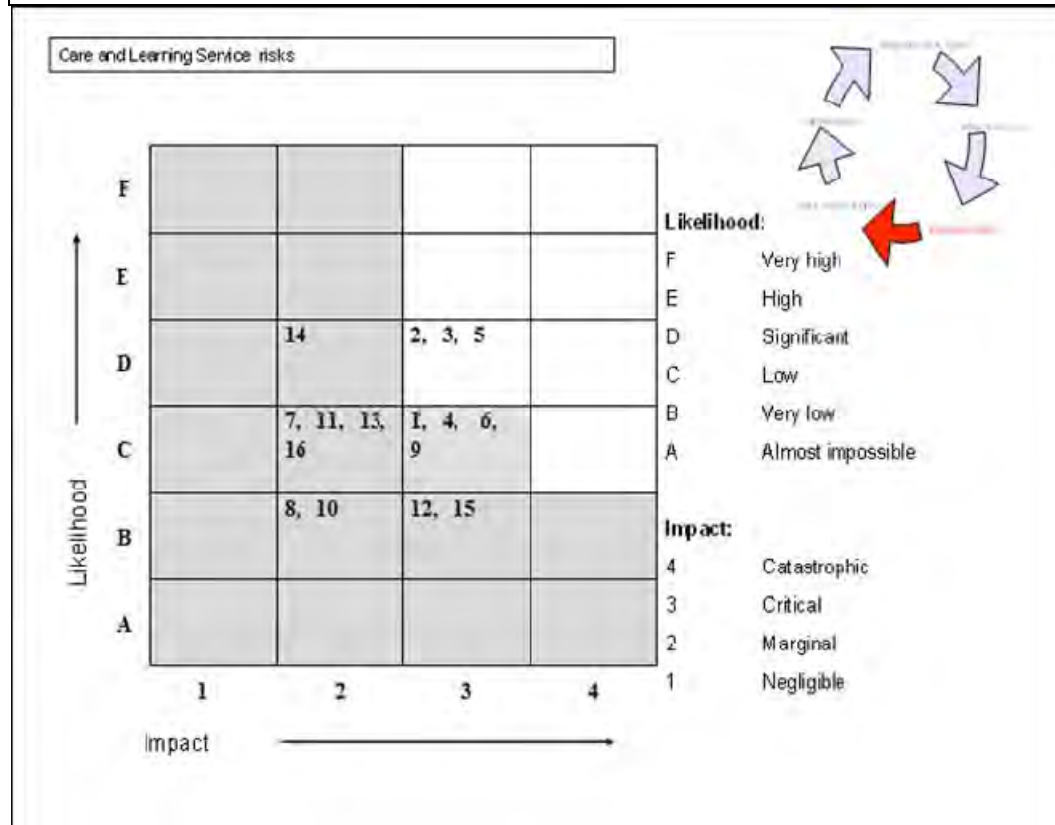 Care and Learning Service risks
F
E
D
C
B
A
14
2, 3, 5
7, 11, 13,
16
1, 4, 6,
9
8, 10
12, 15
1 2 3 4
Likelihood
Impact
Likelihood:
F Very high
E High
D Significant
C Low
B Very low
A Almost impossible
Impact:
4 Catastrophic
3 Critical
2 Marginal
1 Negligible